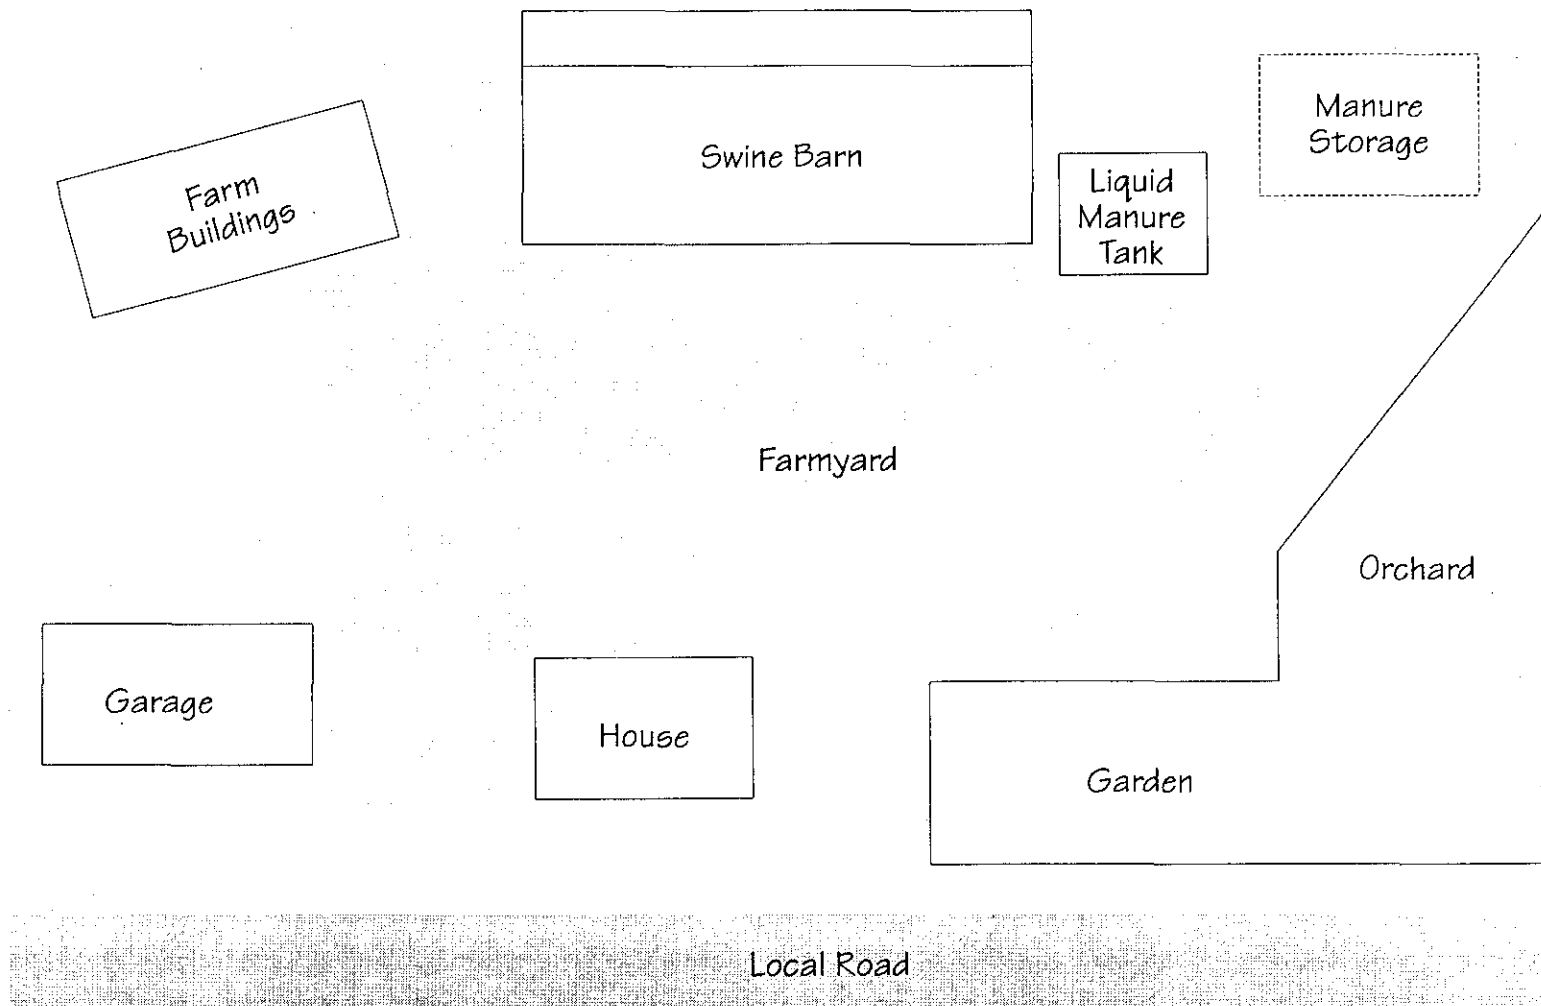 Manure
Storage
Swine Barn
Liquid
Manure
Tank
Farm
Buildings
Farmyard
Orchard
Garage
House
Garden
Local Road